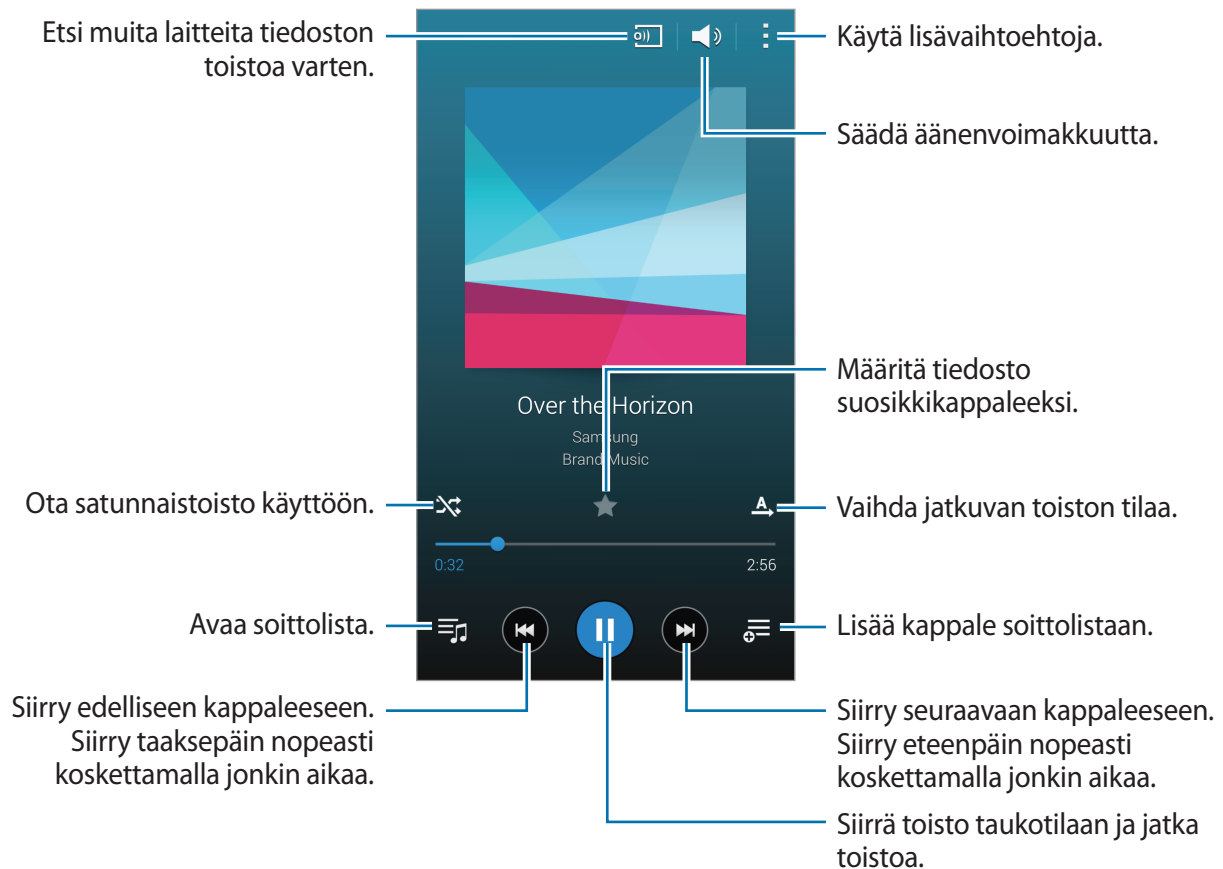 Etsi muita laitteita tiedoston
toistoa varten.
Käytä lisävaihtoehtoja.
Säädä äänenvoimakkuutta.
Määritä tiedosto
suosikkikappaleeksi.
Over the Horizon
Samsung
Brand Music
Ota satunnaistoisto käyttöön.
A
Vaihda jatkuvan toiston tilaa.
0:32
2:56
Avaa soittolista.
Lisää kappale soittolistaan.
Siirry edelliseen kappaleeseen.
Siirry taaksepäin nopeasti
koskettamalla jonkin aikaa.
Siirry seuraavaan kappaleeseen.
Siirry eteenpäin nopeasti
koskettamalla jonkin aikaa.
Siirrä toisto taukotilaan ja jatka
toistoa.